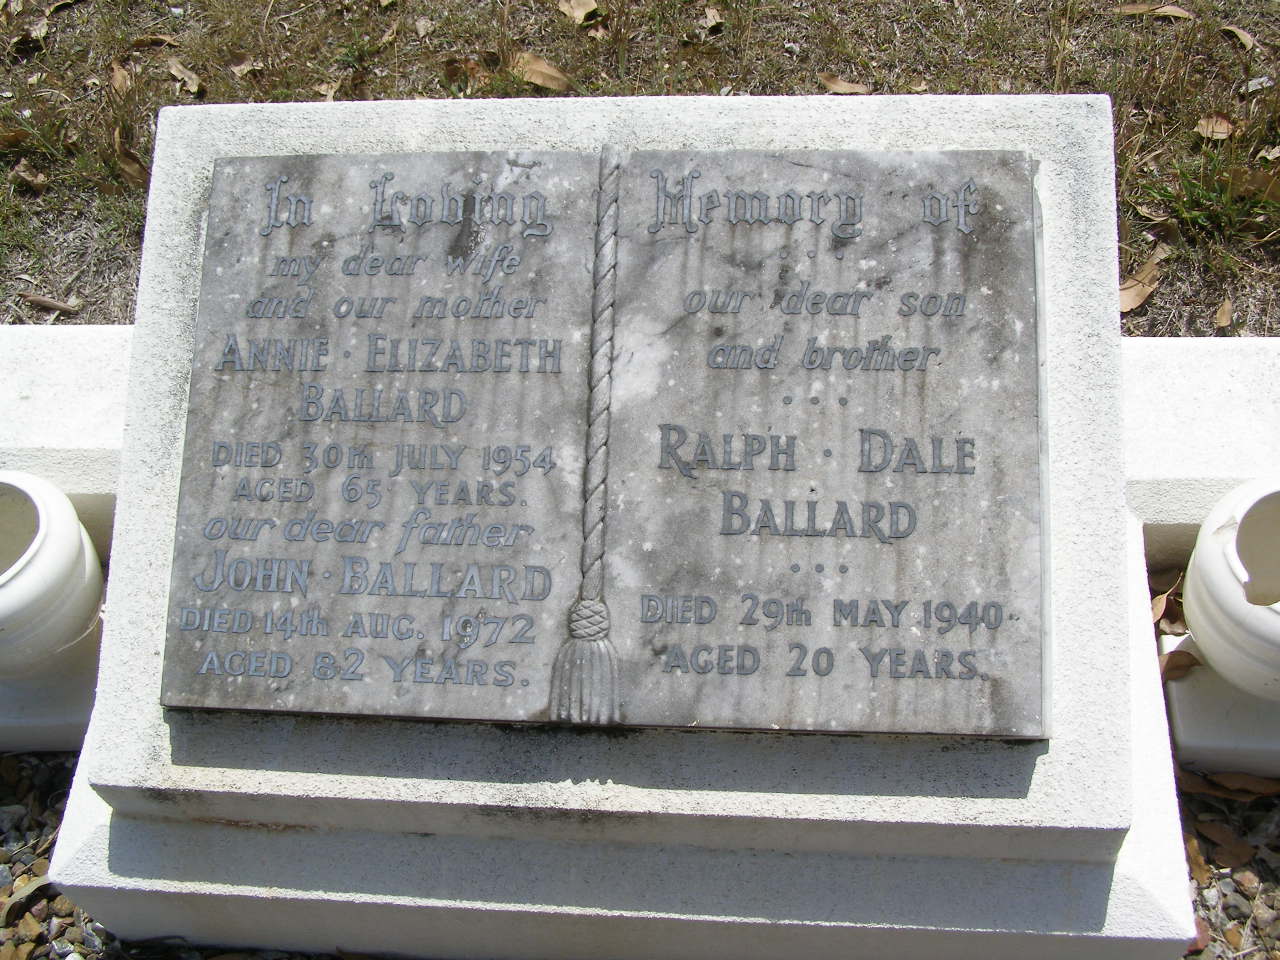 In Loving
my dear wife
and our mother
ANNIE · ELIZABETH
BALLARD
DIED 30TH JULY 1954
AGED 65 YEARS.
our dear father
JOHN · BALLARD
DIED 14th AUG. 1972
AGED 82 YEARS.
Memory of
....
our dear son
and brother
....
RALPH · DALE
BALLARD
....
DIED 29th MAY 1940.
AGED 20 YEARS.